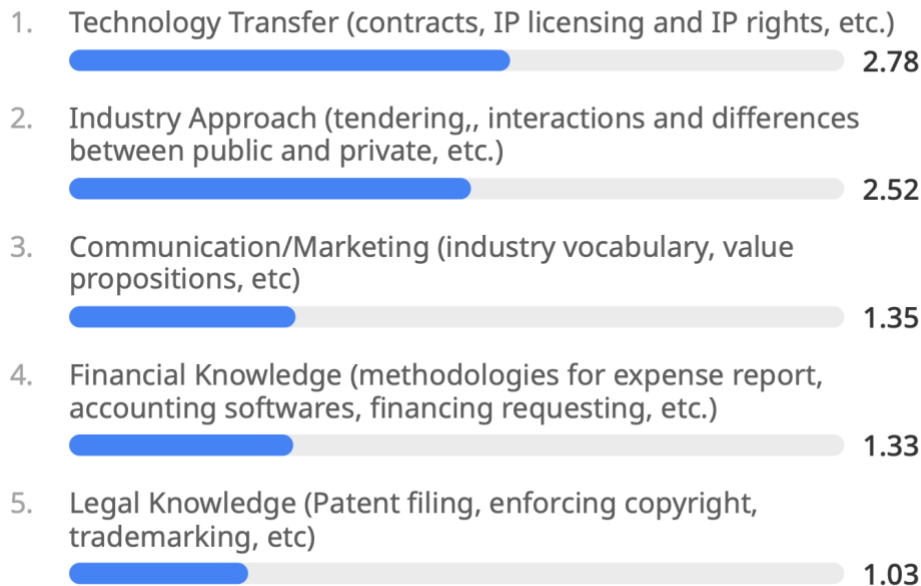 1. Technology Transfer (contracts, IP licensing and IP rights, etc.)
2.78
2. Industry Approach (tendering,, interactions and differences
between public and private, etc.)
2.52
3. Communication/Marketing (industry vocabulary, value
propositions, etc)
1.35
4. Financial Knowledge (methodologies for expense report,
accounting softwares, financing requesting, etc.)
1.33
5. Legal Knowledge (Patent filing, enforcing copyright,
trademarking, etc)
1.03